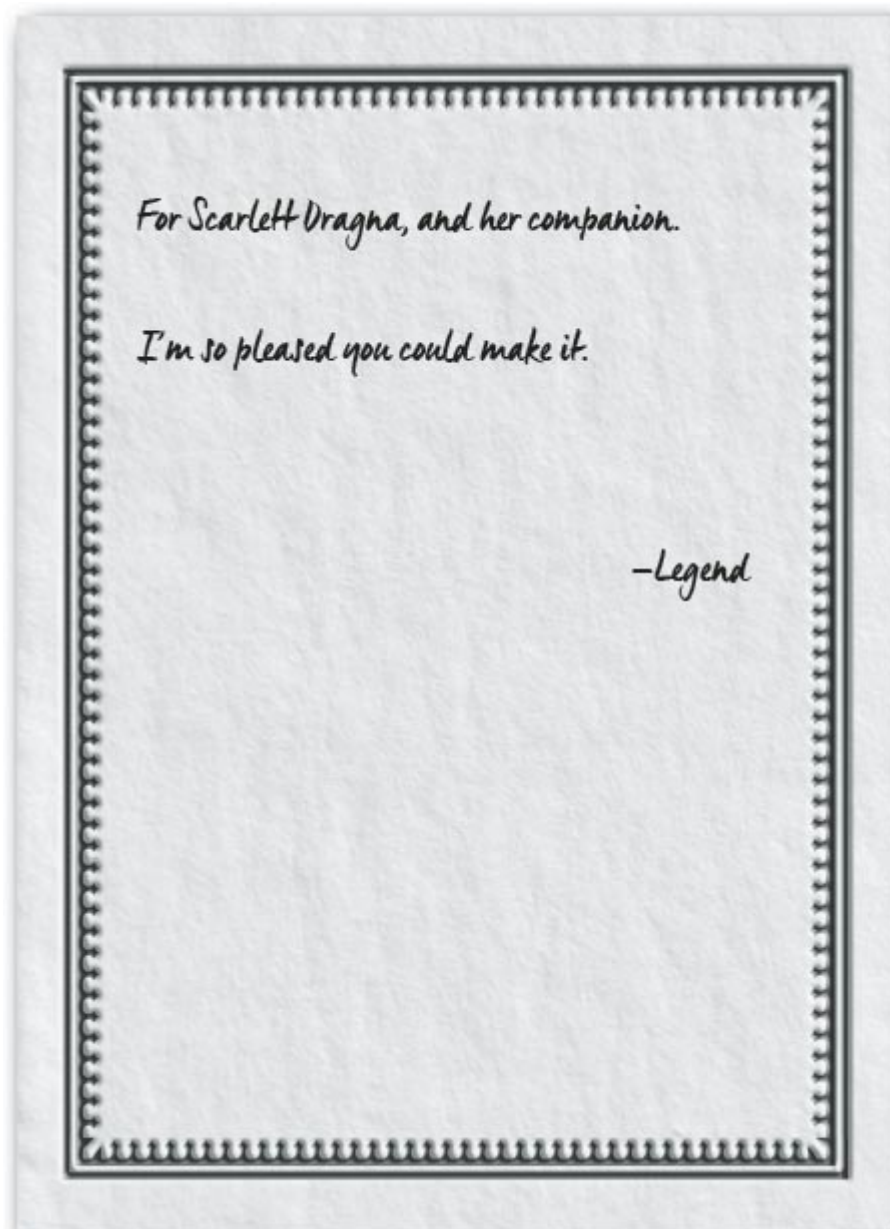 For Scarlett Dragna, and her companion.
I'm so pleased you could make it.
—Legend